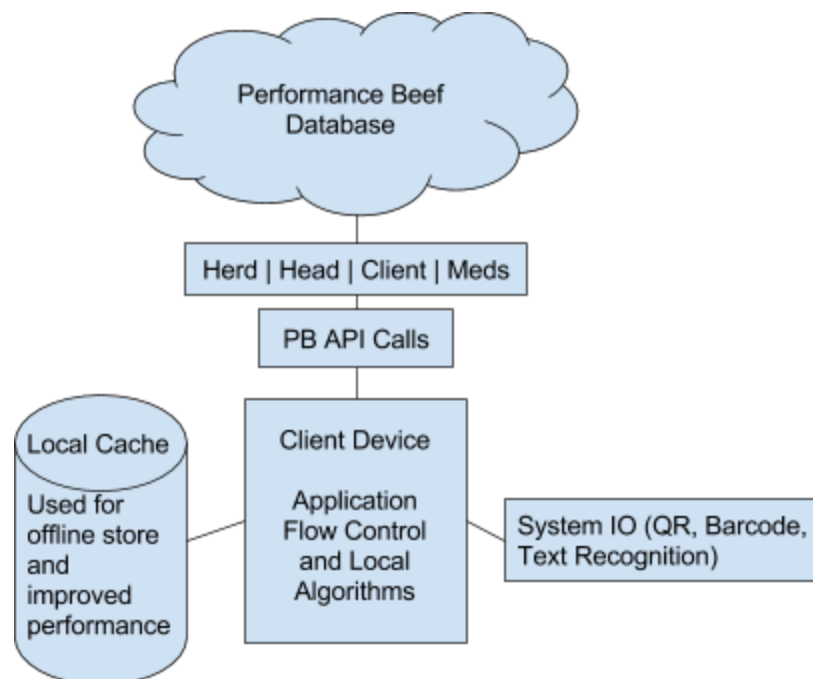 Performance Beef
Database
Herd | Head | Client | Meds
PB API Calls
Local Cache
Used for
offline store
and
improved
performance
Client Device
Application
Flow Control
and Local
Algorithms
System IO (QR, Barcode,
Text Recognition)